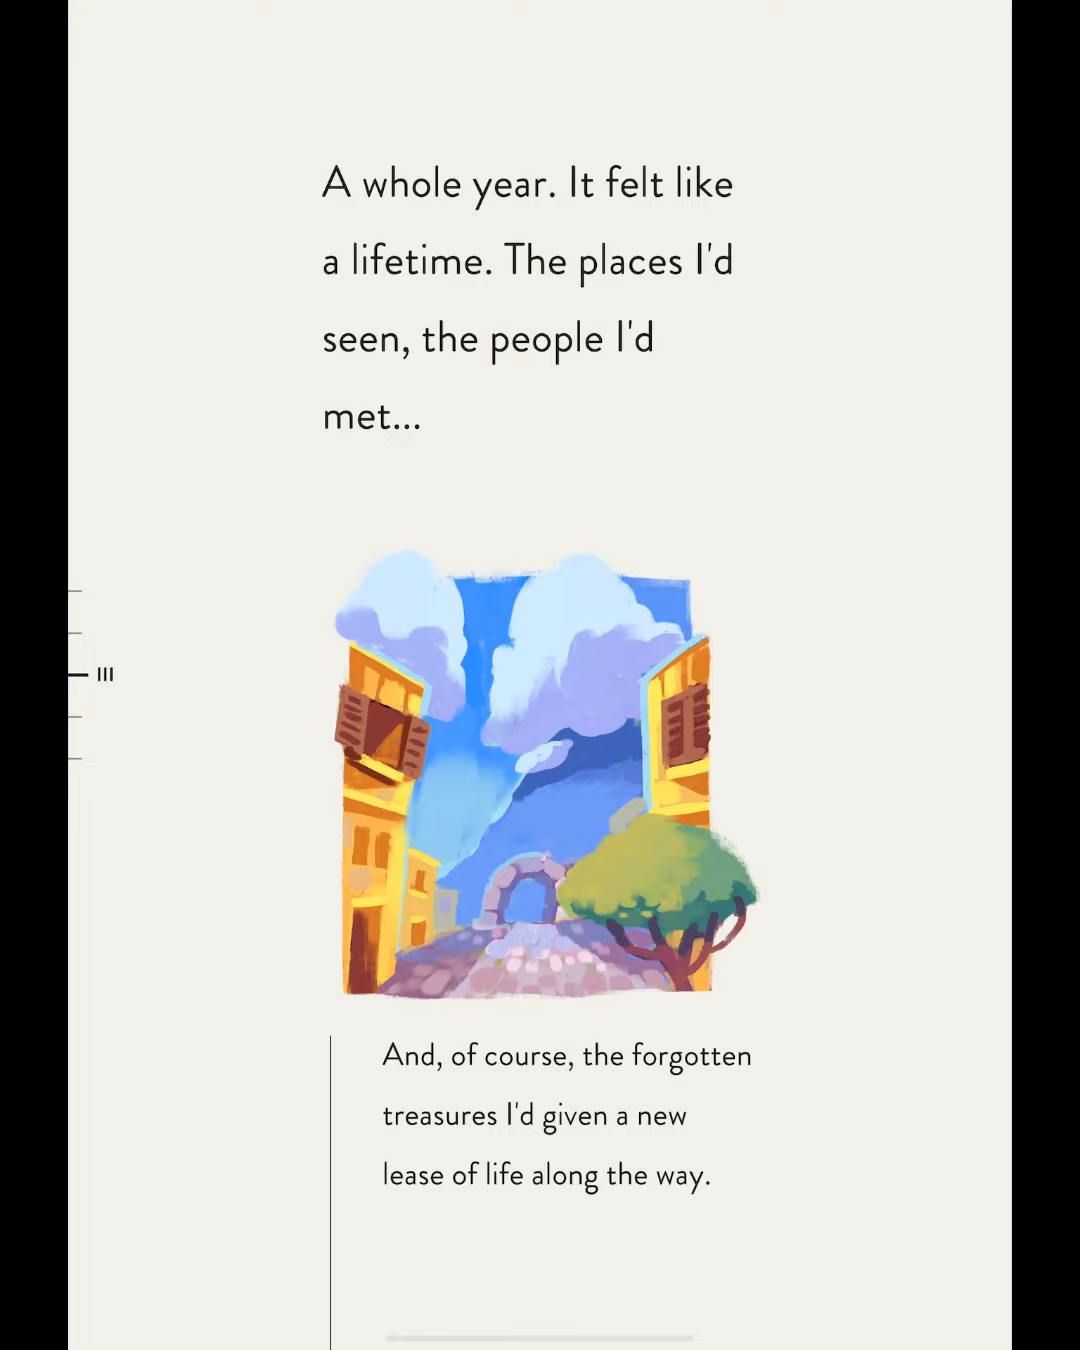 A whole year. It felt like
a lifetime. The places I'd
seen, the people I'd
met...
III
And, of course, the forgotten
treasures I'd given a new
lease of life along the way.